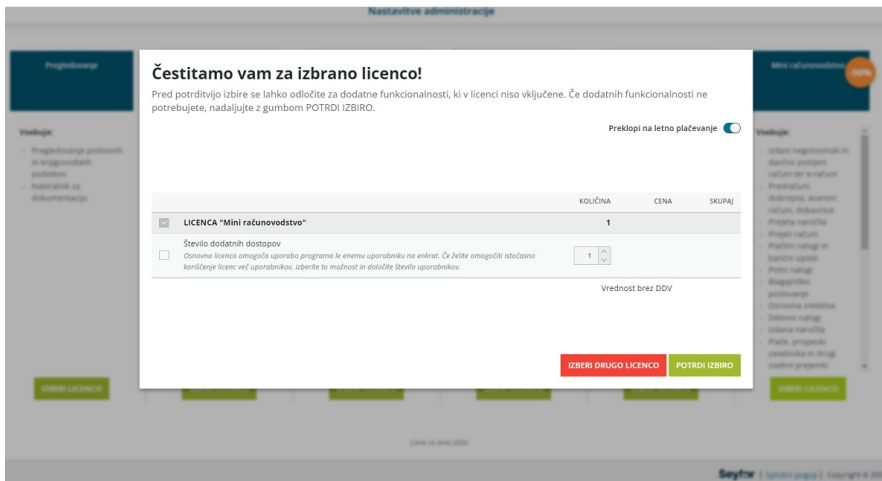 Nastavitve administracije
Pregledovanje
Mini računovodstvo
-50%
Čestitamo vam za izbrano licenco!
Pred potrditvijo izbire se lahko odločite za dodatne funkcionalnosti, ki v licenci niso vključene. Če dodatnih funkcionalnosti ne
potrebujete, nadaljujte z gumbom POTRDI IZBIRO.
Preklopi na letno plačevanje
Vsebuje:
- Pregledovanje poslovnih
in knjigovodskih
podatkov
- Nabiralnik za
dokumentacijo
Vsebuje:
- Izdani negotovinski in
davčno potrjeni
računi ter e-računi
- Predračuni,
dobropisi, avansni
računi, dobavnice
- Prejeta naročila
- Prejeti računi
- Plačilni nalogi in
bančni izpiski
- Potni nalogi
- Blagajniško
poslovanje
- Osnovna sredstva
- Delovni nalogi
- Izdana naročila
- Plače, prispevki
zasebnika in drugi
osebni prejemki
KOLIČINA CENA SKUPAJ
LICENCA "Mini računovodstvo" 1
Število dodatnih dostopov
Osnovna licenca omogoča uporabo programa le enemu uporabniku na enkrat. Če želite omogočiti istočasno
koriščenje licenc več uporabnikov, izberite to možnost in določite število uporabnikov.
1
Vrednost brez DDV
IZBERI DRUGO LICENCO POTRDI IZBIRO
IZBERI LICENCO
IZBERI LICENCO
Cene so brez DDV.
Seyfor | Splošni pogoji | Copyright ©